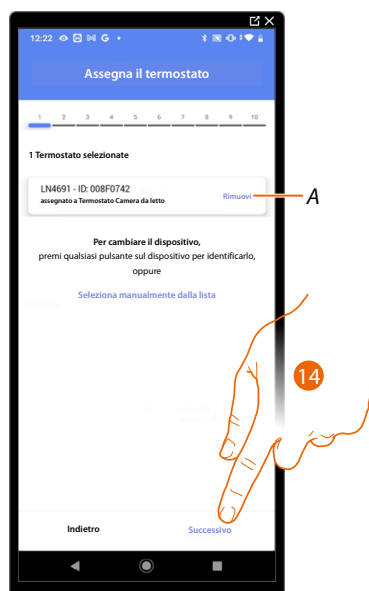 12:22
Assegna il termostato
1 2 3 4 5 6 7 8 9 10
1 Termostato selezionate
LN4691 - ID: 008F0742
assegnato a Termostato Camera da letto
Rimuovi
A
Per cambiare il dispositivo,
premi qualsiasi pulsante sul dispositivo per identificarlo,
oppure
Seleziona manualmente dalla lista
14
Indietro
Successivo